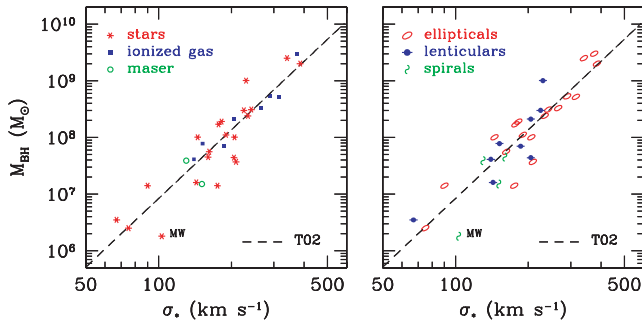 10¹⁰
10⁹
10⁸
10⁷
10⁶
M_BH (M_⊙)
stars
ionized gas
maser
MW
T02
100
500
σ* (km s⁻¹)
ellipticals
lenticulars
spirals
MW
T02
50
100
500
σ* (km s⁻¹)
50